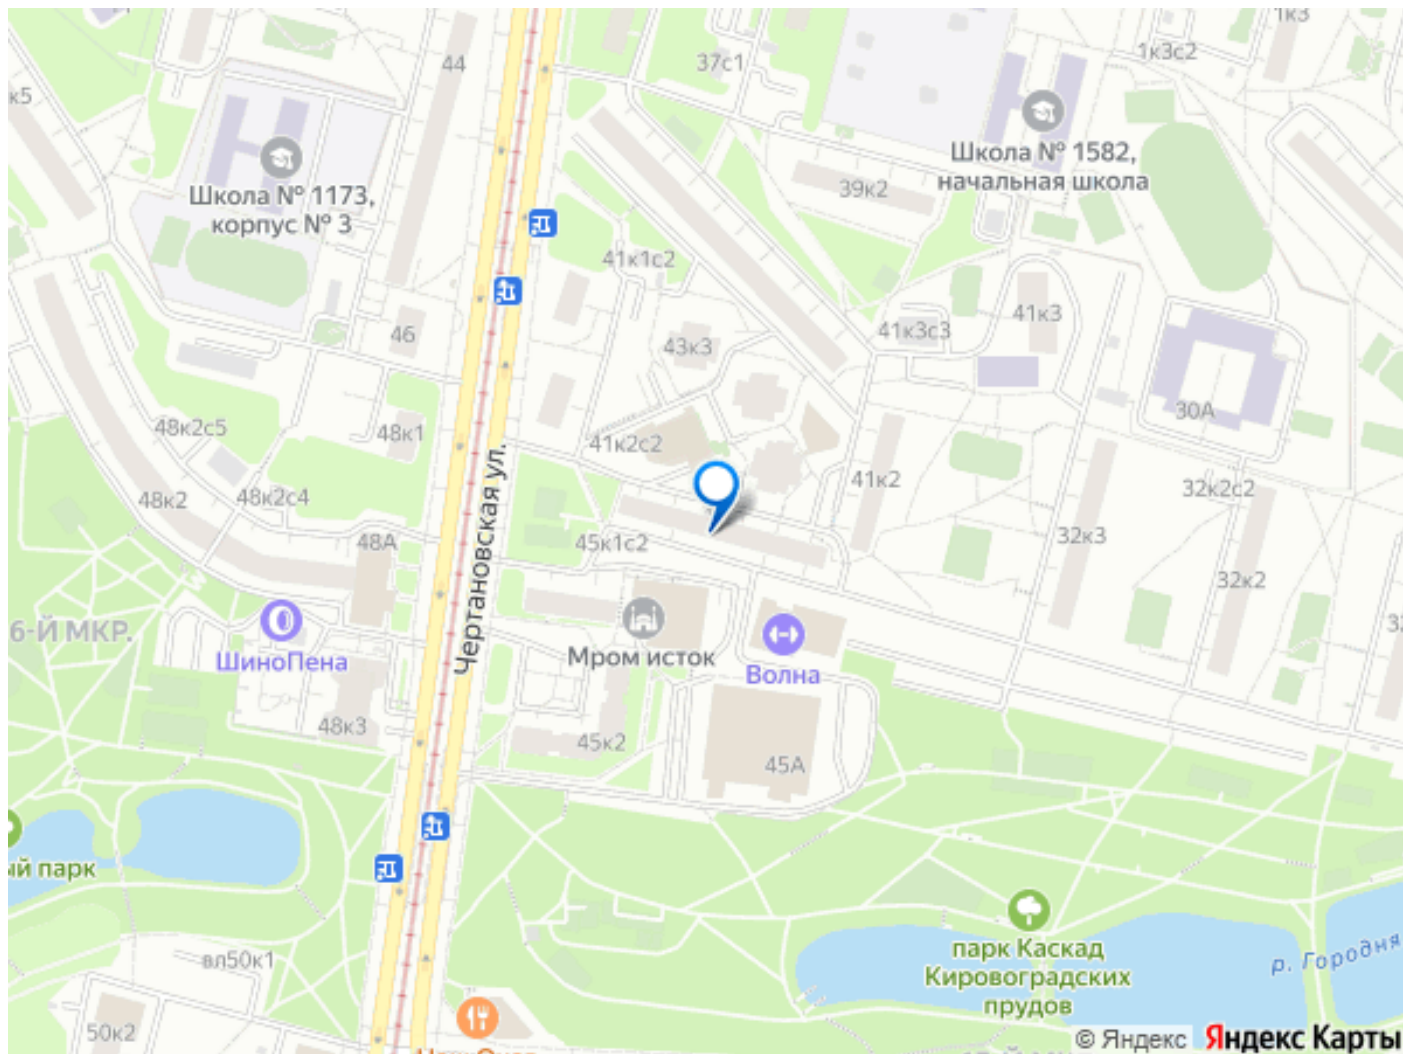 1к3
44
37с1
1к3с2
к5
Школа № 1582,
начальная школа
Школа № 1173,
корпус № 3
39к2
41к1с2
41к3
41к3с3
46
43к3
30А
48к2с5
48к1
41к2с2
Чертановская ул.
41к2
32к2с2
48к2
48к2с4
48А
45к1с2
32к3
32к2
6-Й МКР.
ШиноПена
Мром исток
Волна
48к3
45к2
45А
ый парк
вл50к1
парк Каскад
Кировоградских
прудов
р. Городня
50к2
© Яндекс Яндекс Карты